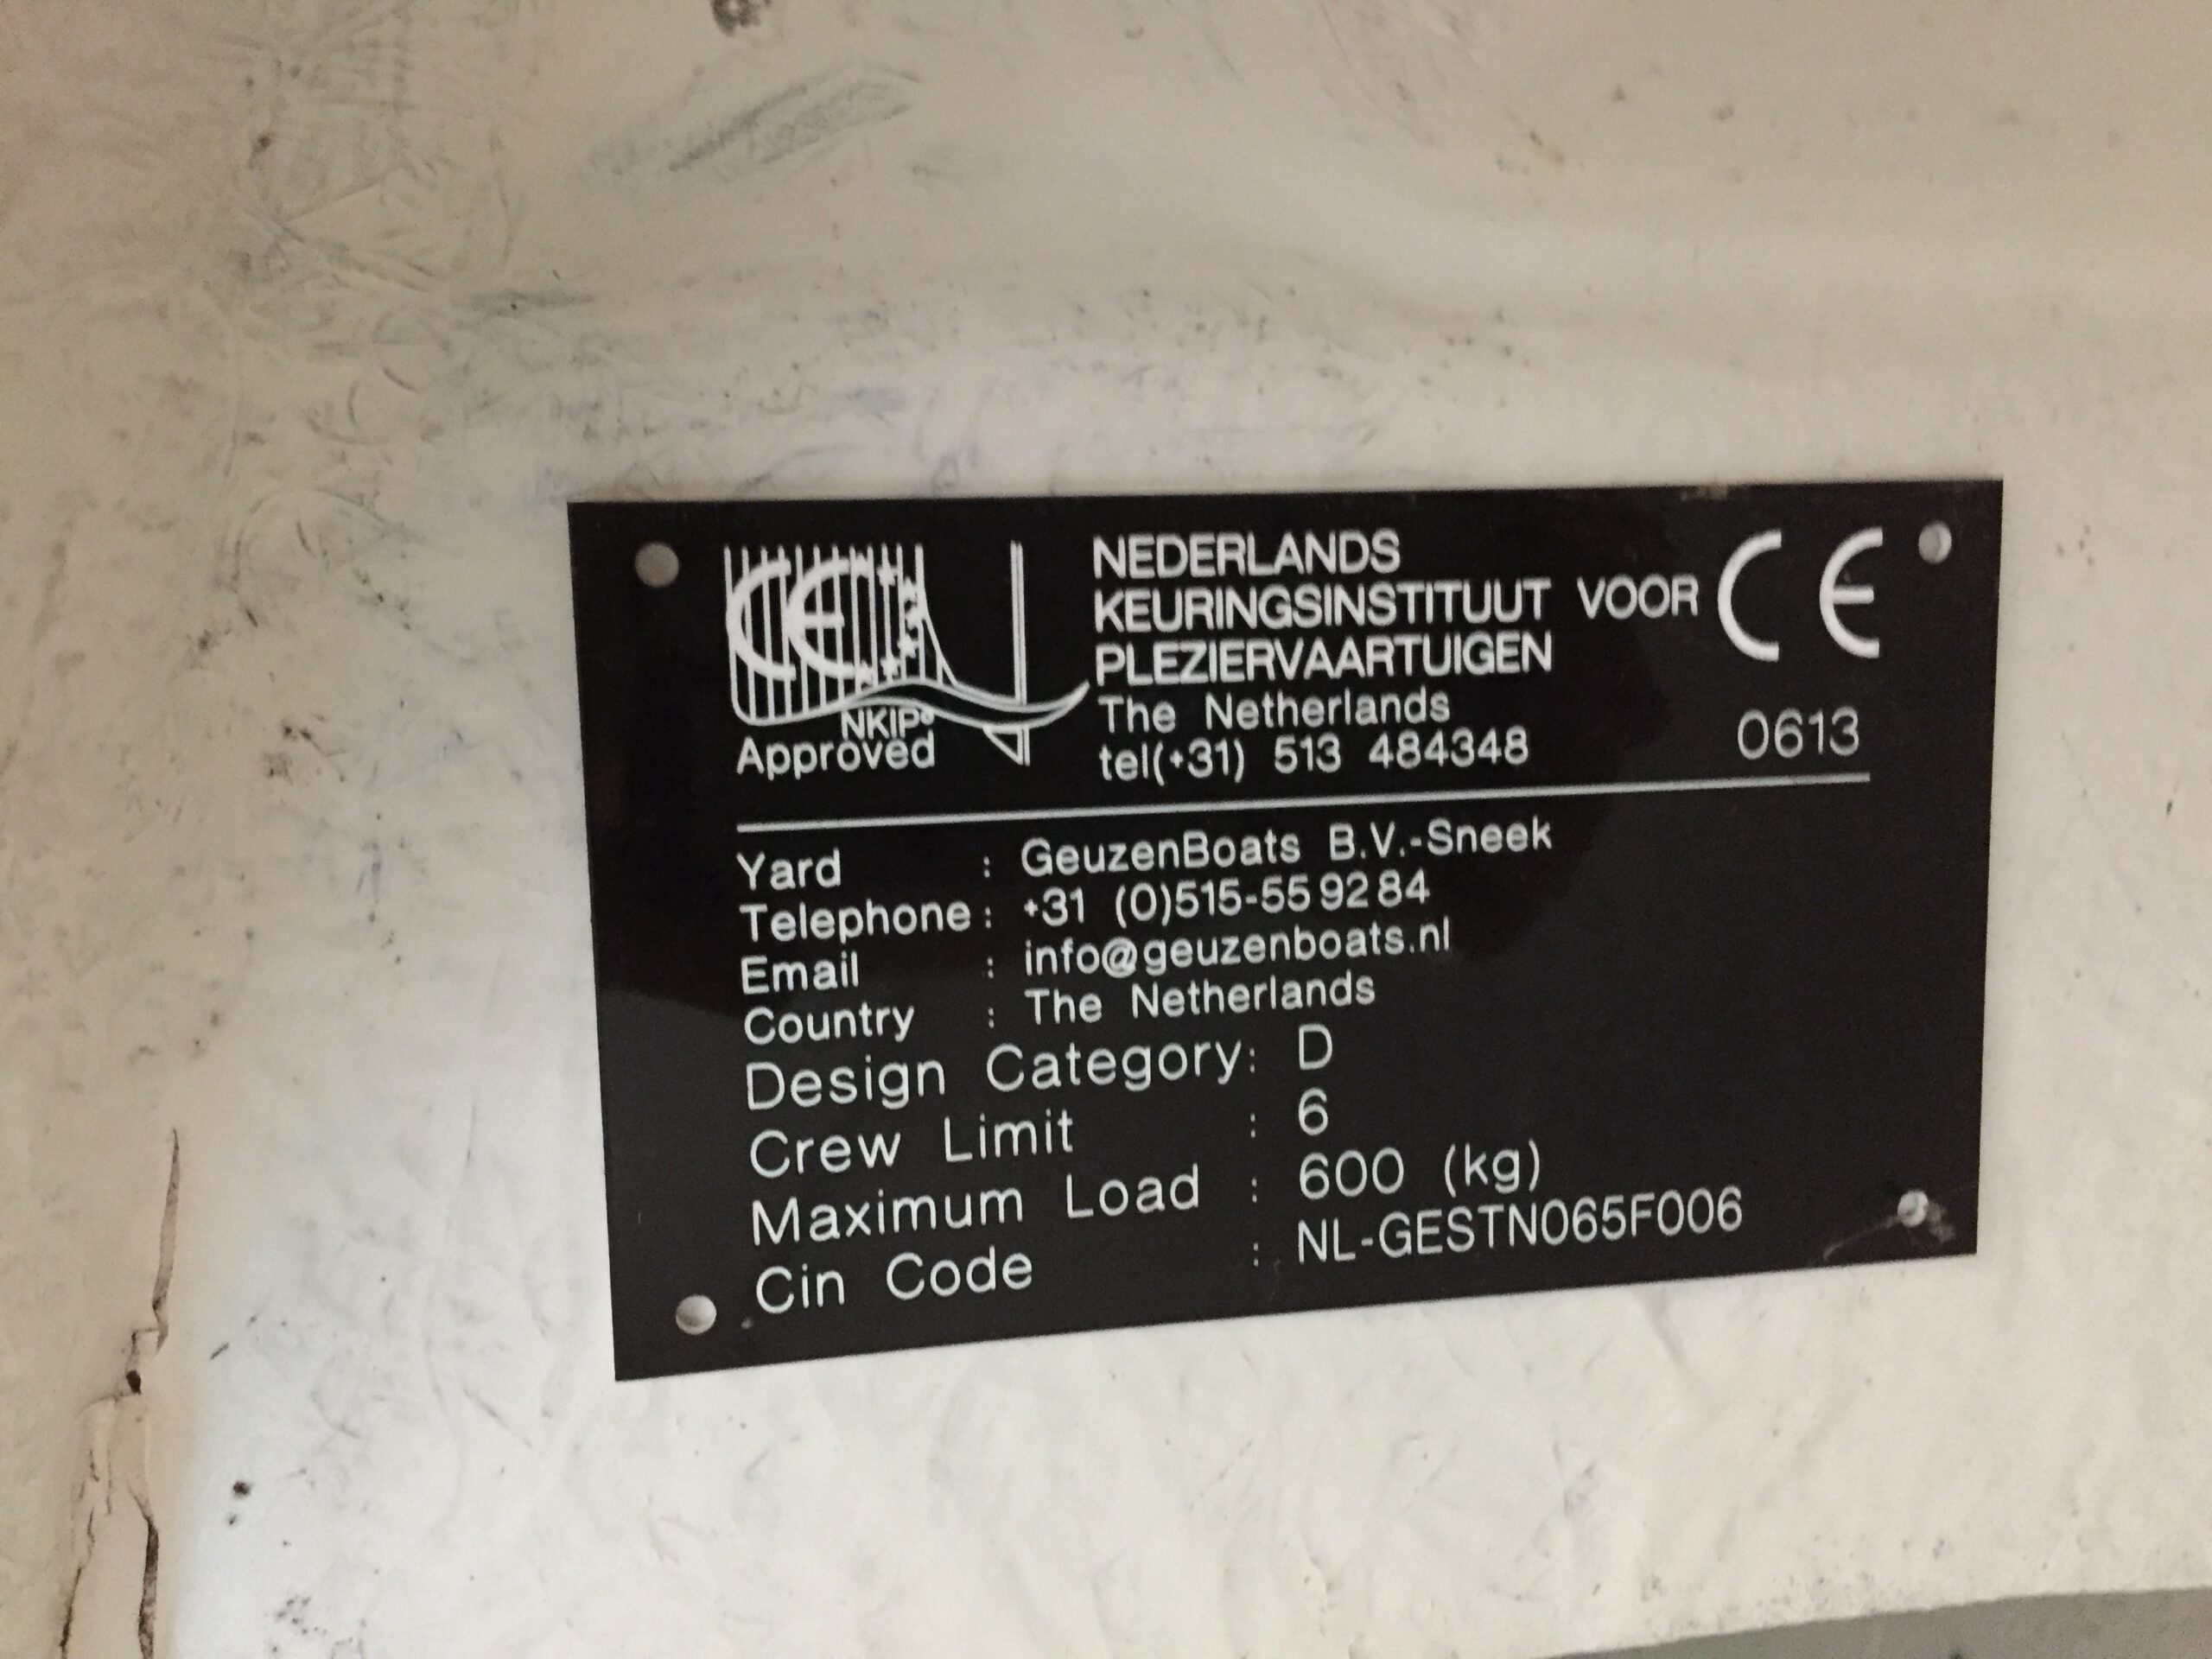 NKIP®
Approved
NEDERLANDS
KEURINGSINSTITUUT VOOR
PLEZIERVAARTUIGEN
The Netherlands
tel(+31) 513 484348
CE
0613
Yard : GeuzenBoats B.V.-Sneek
Telephone : +31 (0)515-55 92 84
Email : info@geuzenboats.nl
Country : The Netherlands
Design Category: D
Crew Limit : 6
Maximum Load : 600 (kg)
Cin Code : NL-GESTN065F006